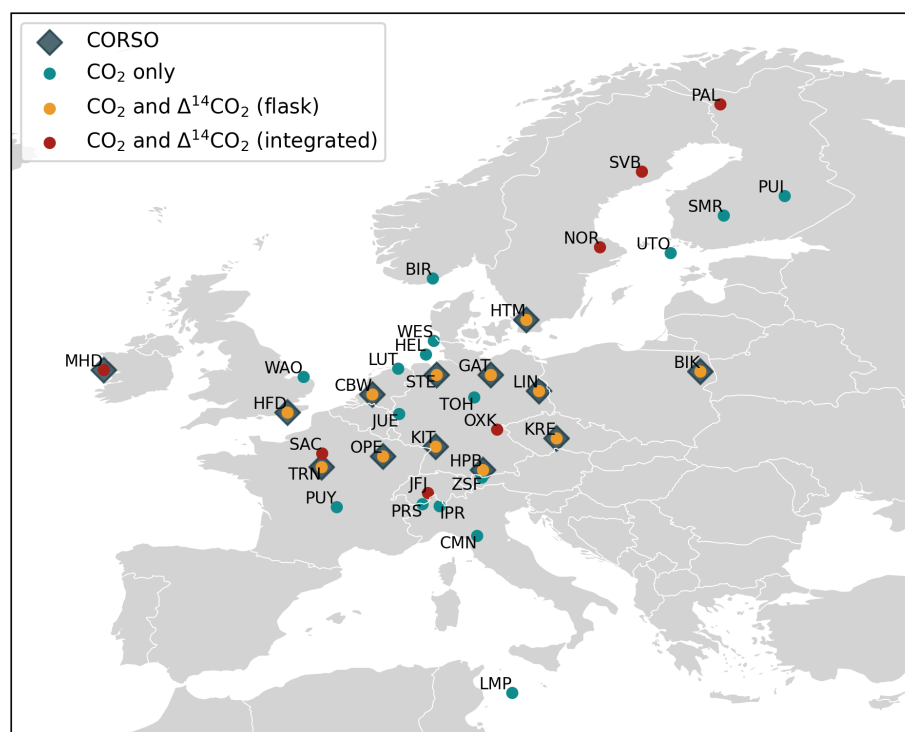 CORSO
CO₂ only
CO₂ and Δ¹⁴CO₂ (flask)
CO₂ and Δ¹⁴CO₂ (integrated)
PAL
SVB
PUI
SMR
NOR
UTO
BIR
HTM
WES
HEL
MHD
WAO
LUT
STE
GAT
BIK
CBW
LIN
HFD
TOH
JUE
OXK
KRE
SAC
OPE
KIT
TRN
HPB
ZSF
JFJ
PUY
PRS
IPR
CMN
LMP